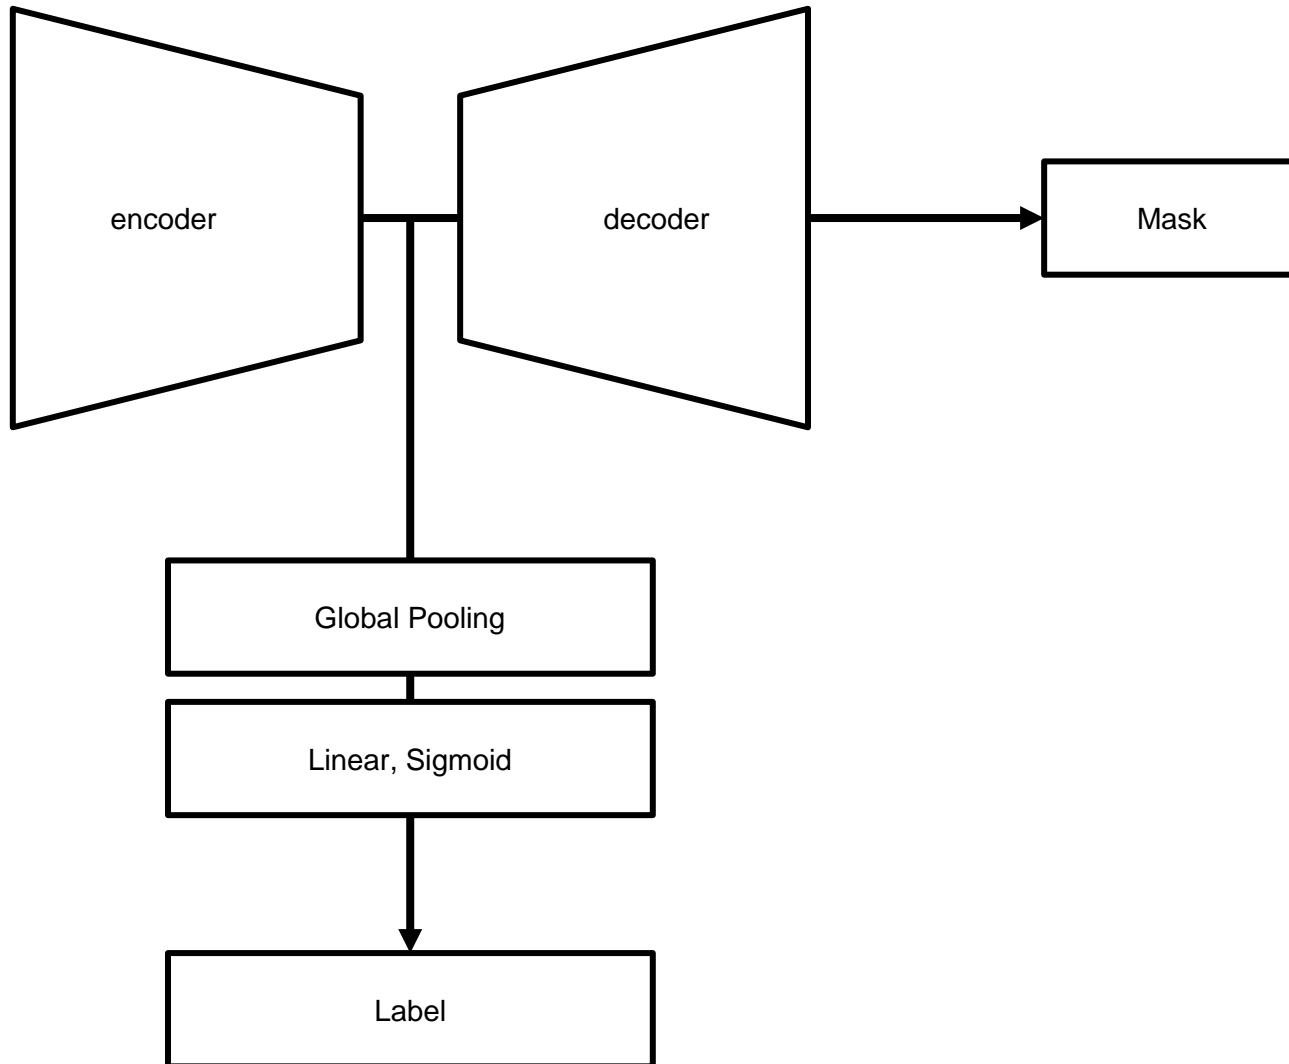 encoder
decoder
Mask
Global Pooling
Linear, Sigmoid
Label